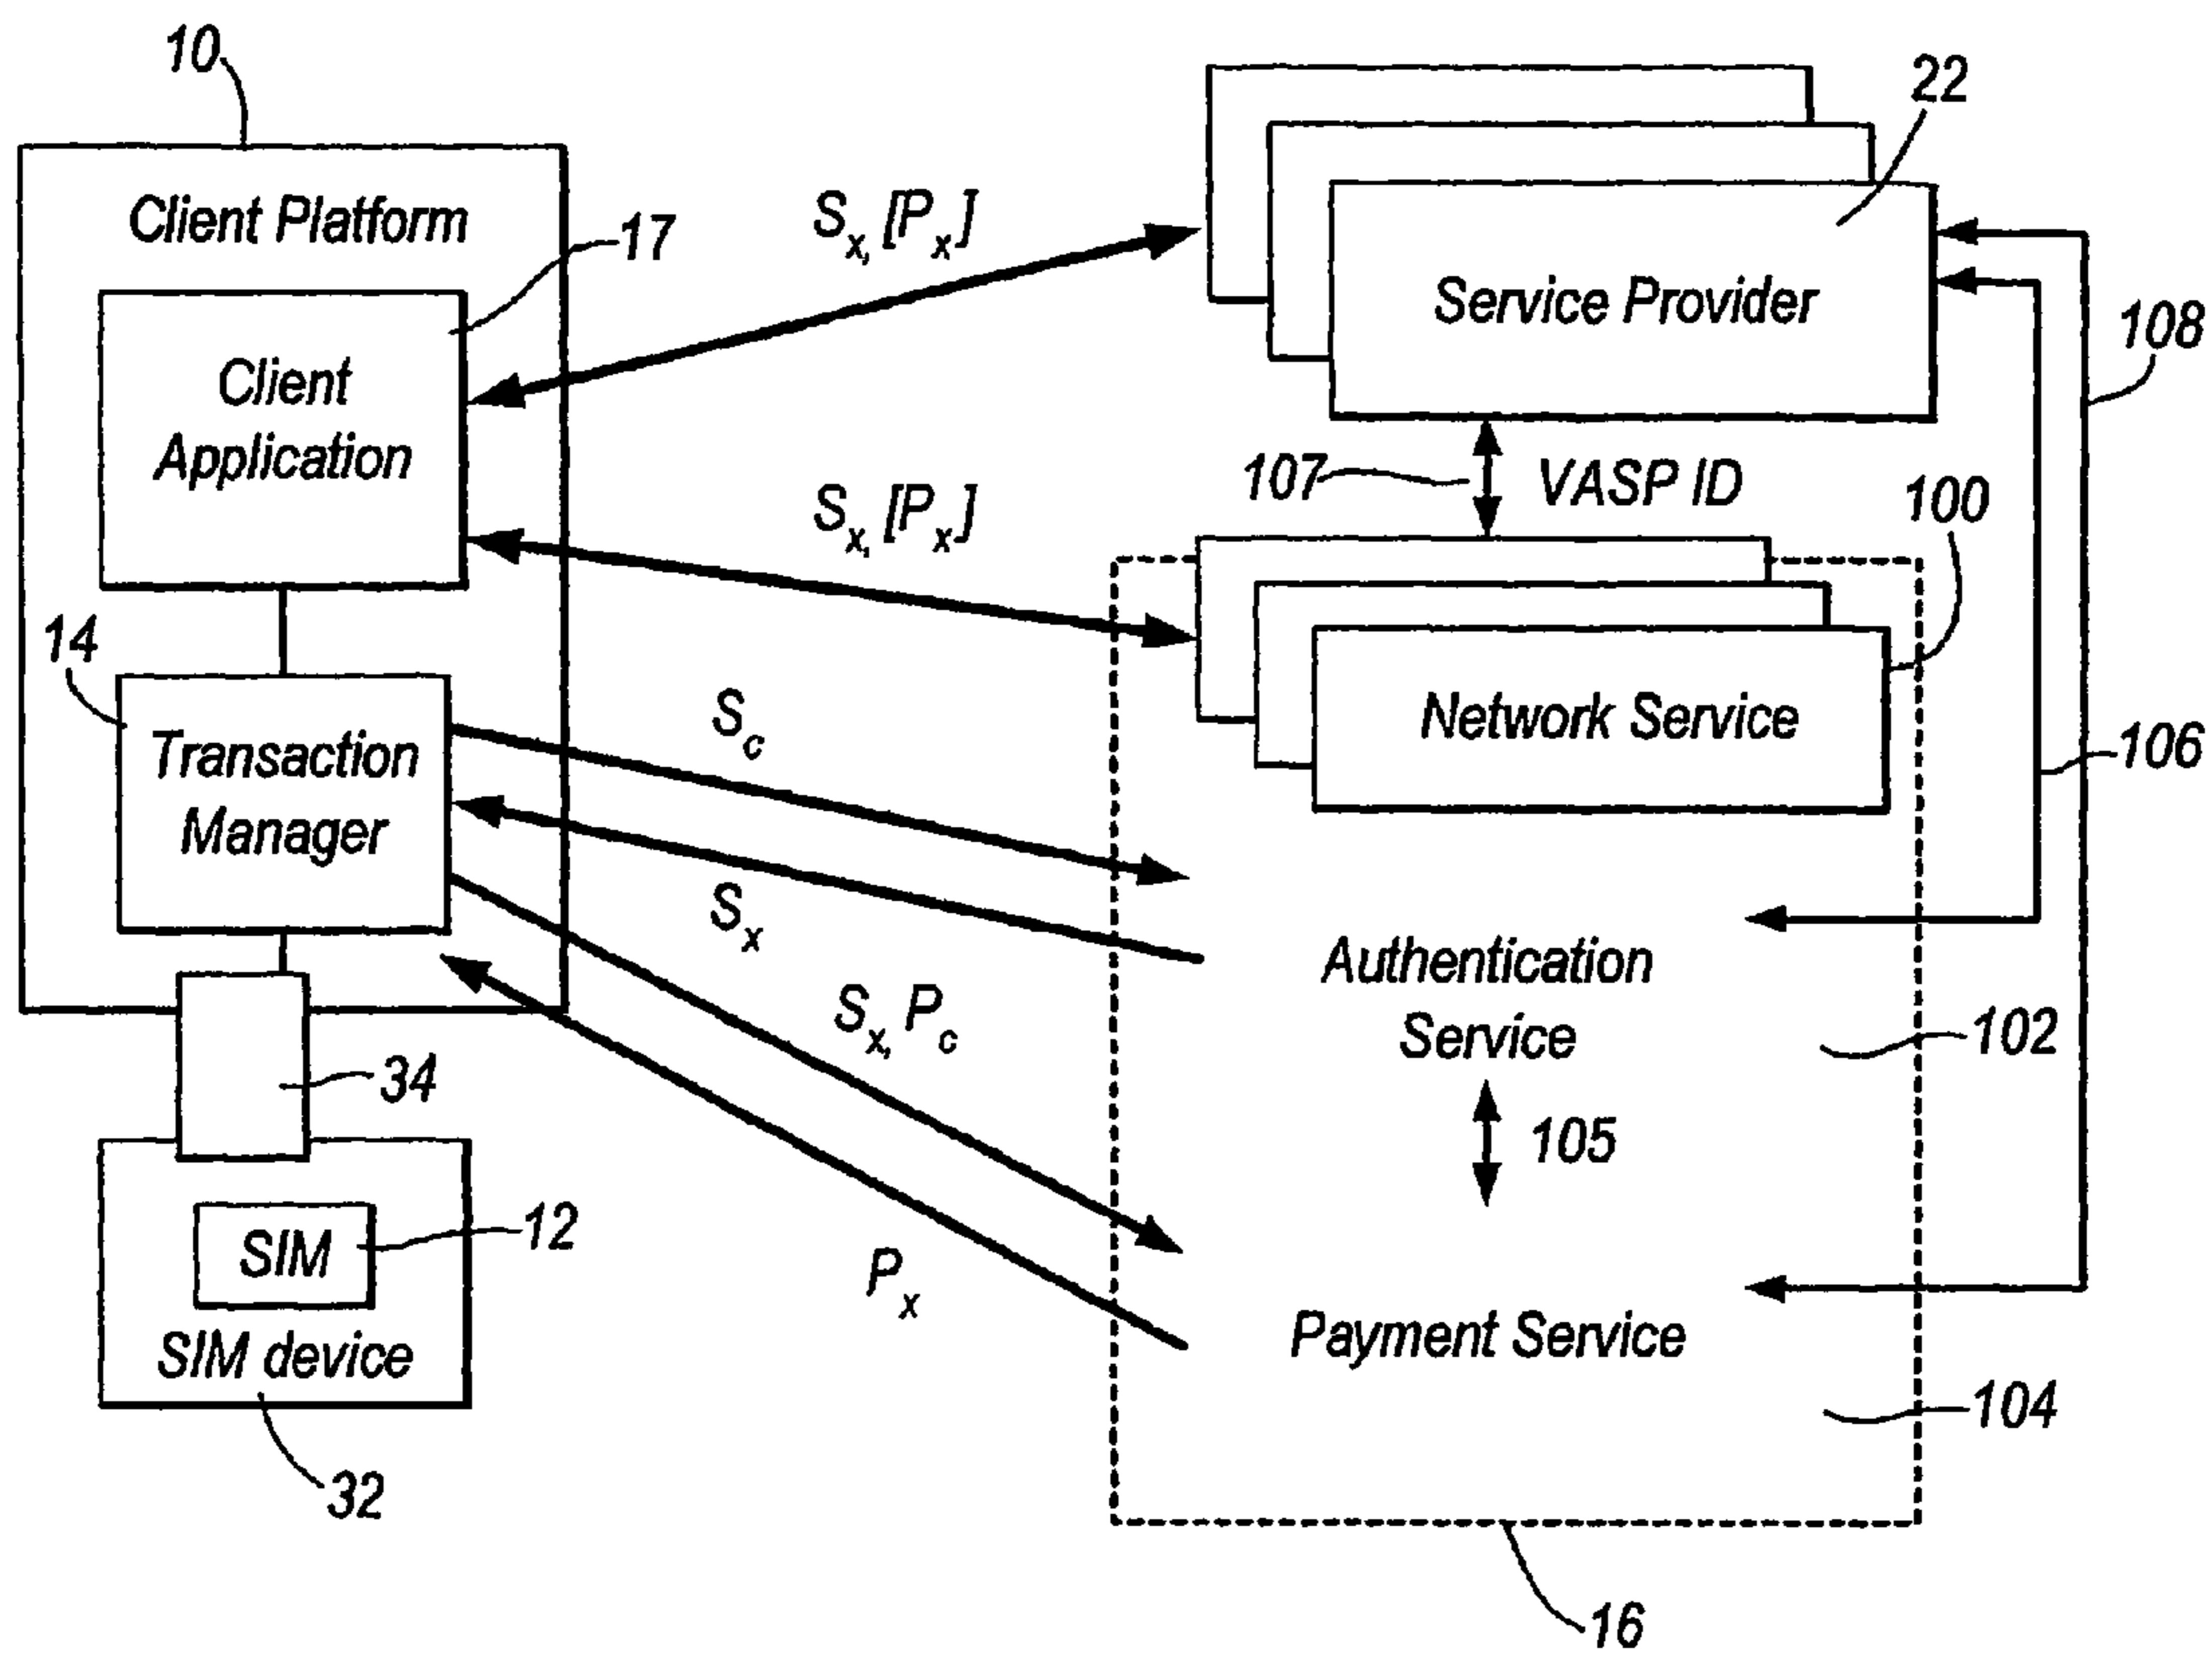 10
22
Client Platform
17
Sx, [Px]
Service Provider
108
Client
Application
107
VASP ID
100
Sx, [Px]
14
Network Service
Transaction
Manager
Sc
106
Sx
Authentication
Service
102
Sx, Pc
34
105
12
SIM
SIM device
Px
Payment Service
104
32
16